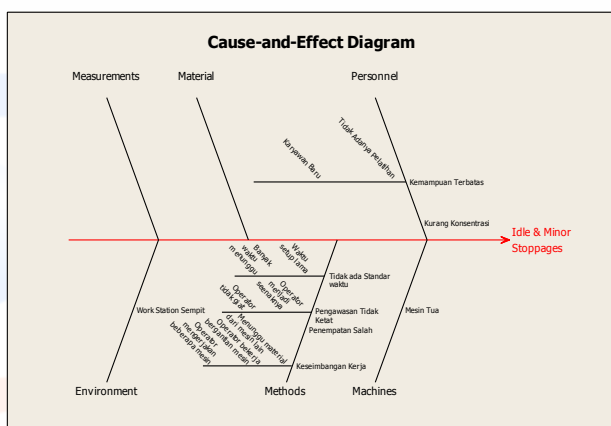 Cause-and-Effect Diagram
Measurements
Material
Personnel
Karyawan Baru
Tidak Adanya pelatihan
Kemampuan Terbatas
Kurang Konsentrasi
Idle & Minor
Stoppages
Banyak
waktu
menunggu
Waktu
setup lama
Tidak ada Standar
waktu
Operator
tidak giat
Operator
menjadi
seenaknya
Pengawasan Tidak
Ketat
Penempatan Salah
Work Station Sempit
Mesin Tua
Operator
mengerjakan
beberapa mesin
Operator bekerja
bergantian mesin
Menunggu material
dari mesin lain
Keseimbangan Kerja
Environment
Methods
Machines